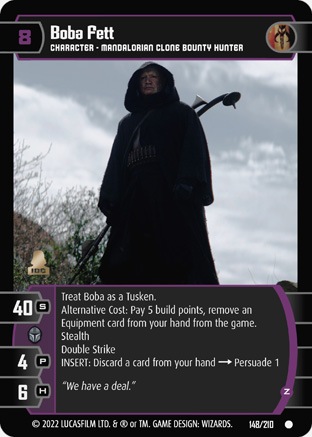 8
Boba Fett
CHARACTER - MANDALORIAN CLONE BOUNTY HUNTER
40 S
4 P
6 H
Treat Boba as a Tusken.
Alternative Cost: Pay 5 build points, remove an
Equipment card from your hand from the game.
Stealth
Double Strike
INSERT: Discard a card from your hand → Persuade 1
"We have a deal."
Z
© 2022 LUCASFILM LTD. & ® or TM. GAME DESIGN: WIZARDS.
148/210